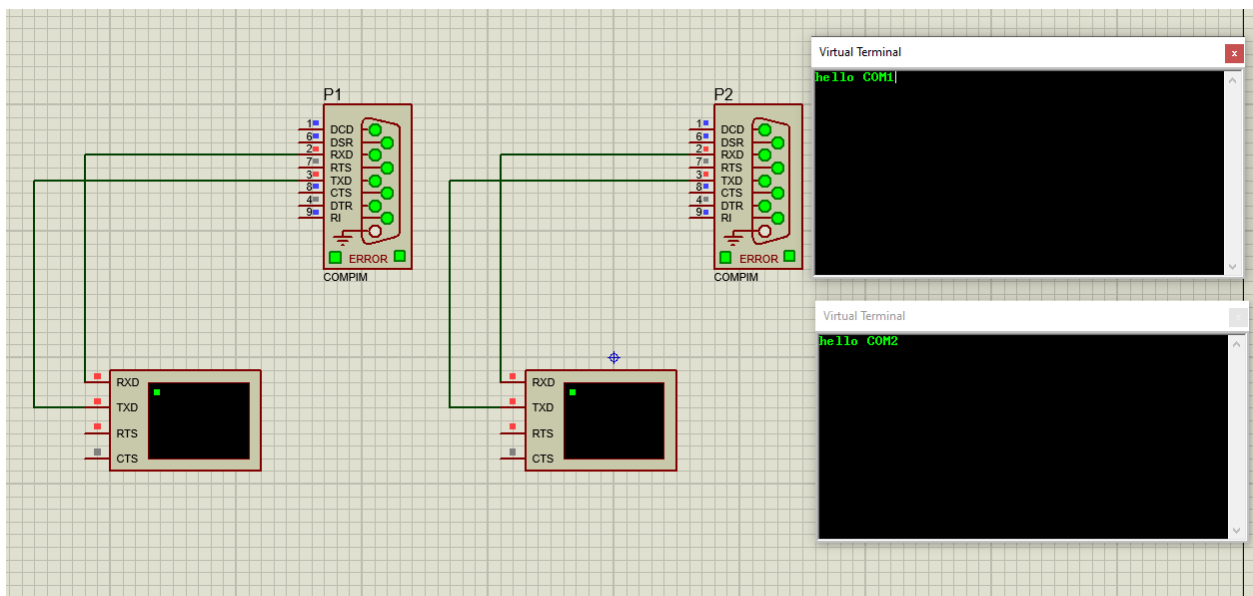 P1
1
DCD
6
DSR
2
RXD
7
RTS
3
TXD
8
CTS
4
DTR
9
RI
ERROR
COMPIM
P2
1
DCD
6
DSR
2
RXD
7
RTS
3
TXD
8
CTS
4
DTR
9
RI
ERROR
COMPIM
RXD
TXD
RTS
CTS
RXD
TXD
RTS
CTS
Virtual Terminal
x
hello COM1
Virtual Terminal
hello COM2